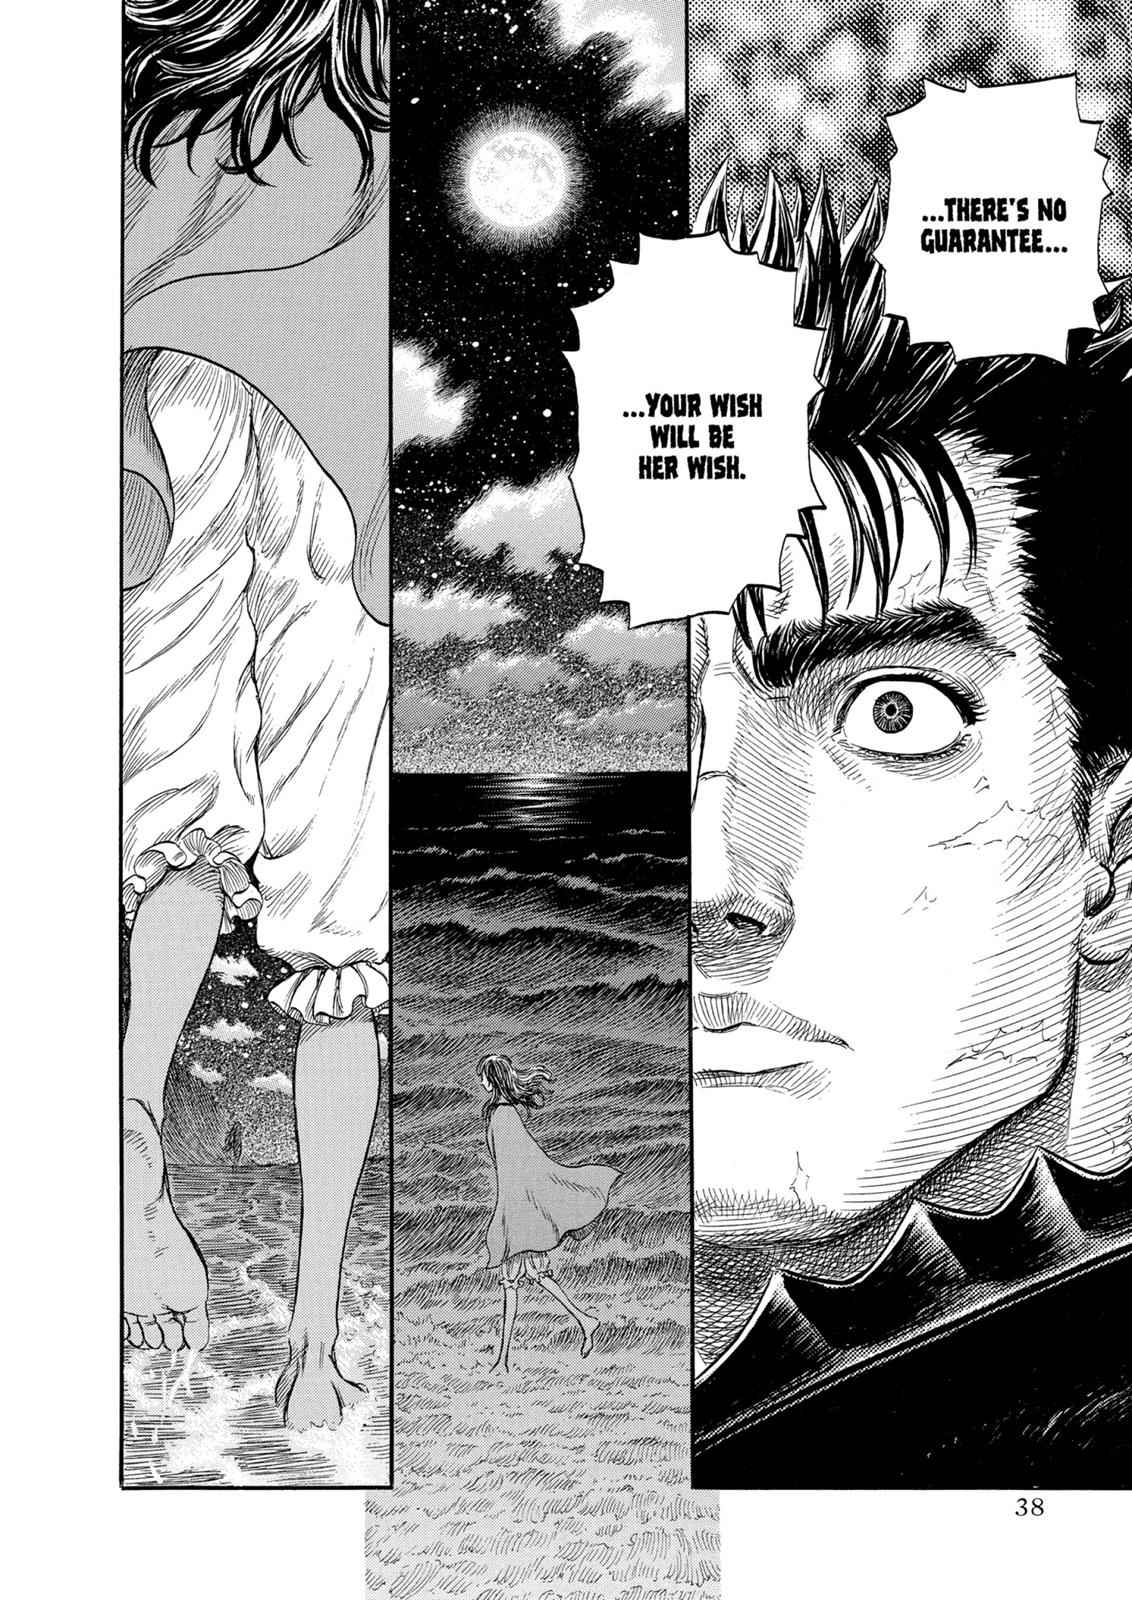 ...THERE'S NO
GUARANTEE...
...YOUR WISH
WILL BE
HER WISH.
38